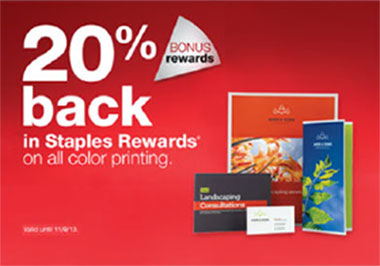 20%
BONUS
rewards
back
in Staples Rewards®
on all color printing.
Landscaping
Consultations
Valid until 11/9/13.